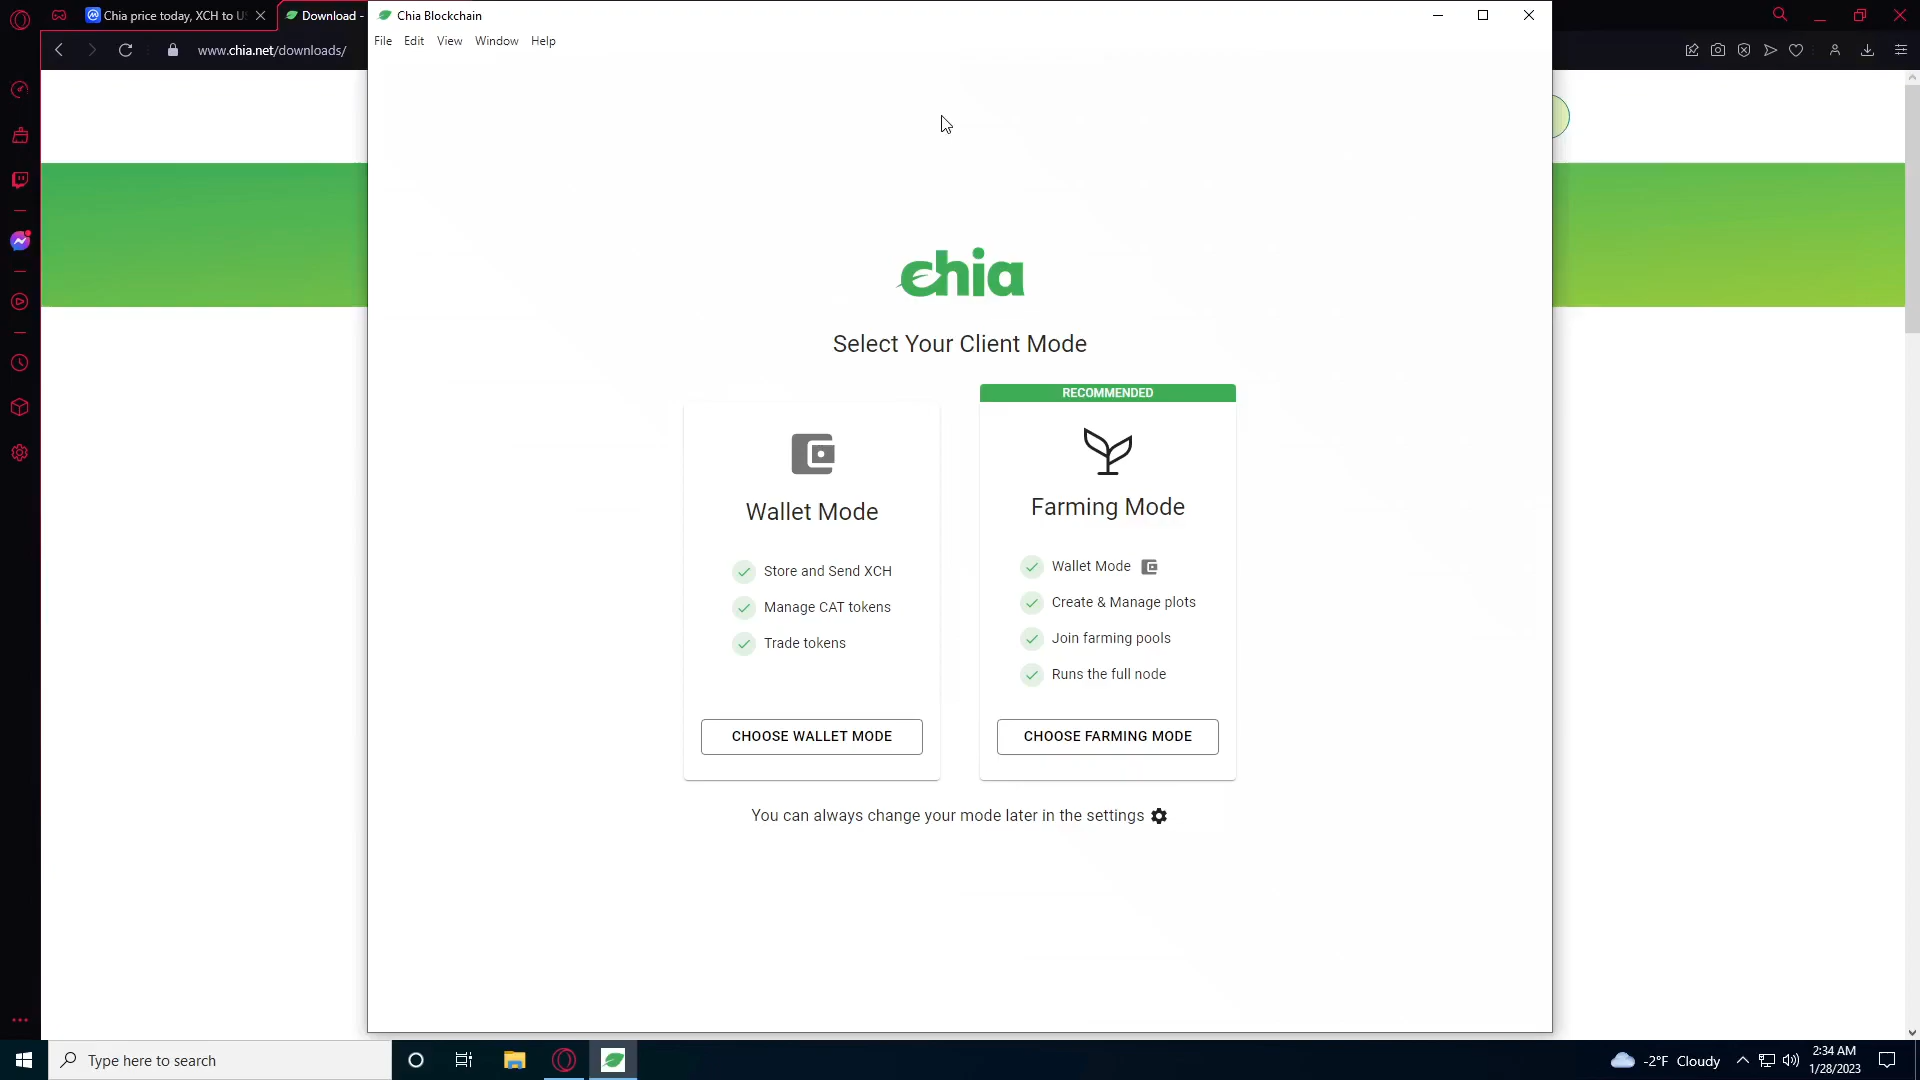 Chia price today, XCH to US
Download -
Chia Blockchain
www.chia.net/downloads/
File Edit View Window Help
chia
Select Your Client Mode
RECOMMENDED
Wallet Mode
Store and Send XCH
Manage CAT tokens
Trade tokens
CHOOSE WALLET MODE
Farming Mode
Wallet Mode
Create & Manage plots
Join farming pools
Runs the full node
CHOOSE FARMING MODE
You can always change your mode later in the settings
Type here to search
-2°F Cloudy
2:34 AM
1/28/2023